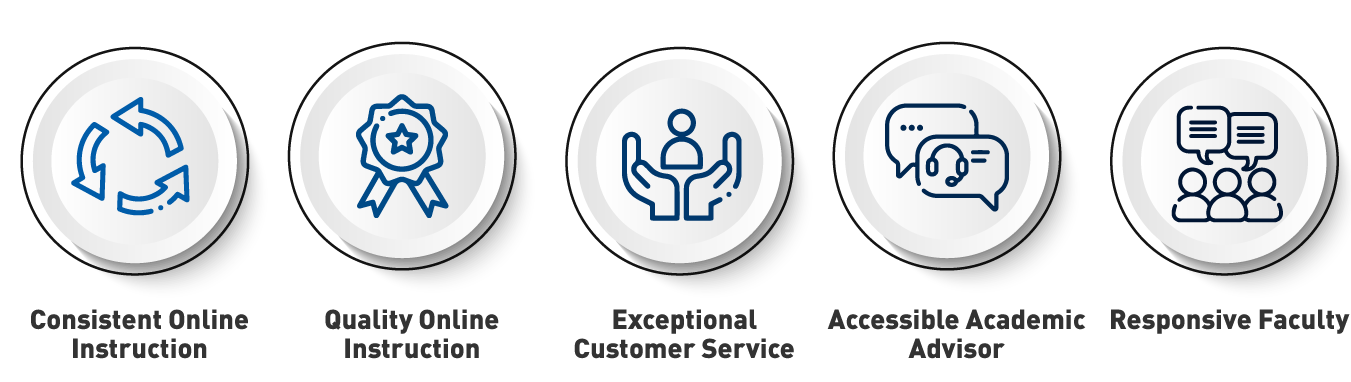 Consistent Online
Instruction
Quality Online
Instruction
Exceptional
Customer Service
Accessible Academic
Advisor
Responsive Faculty